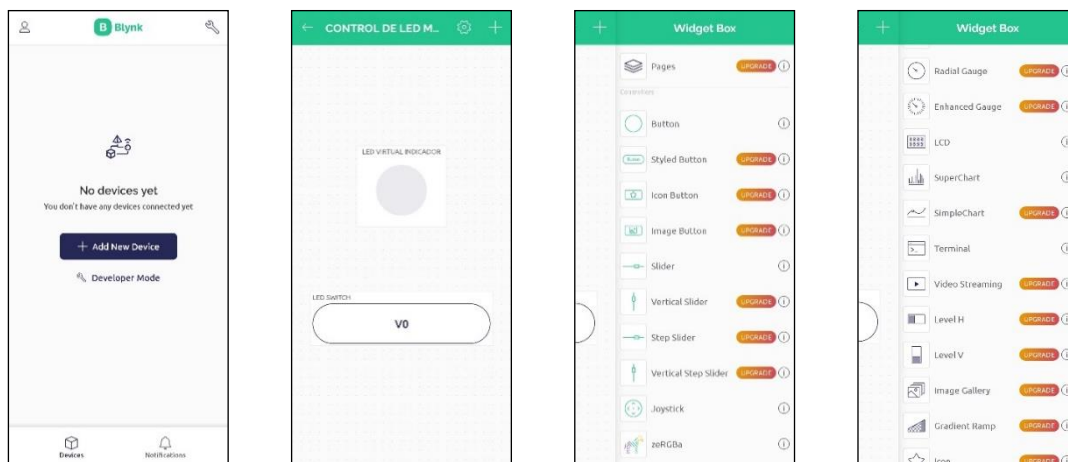 Blynk
No devices yet
You don't have any devices connected yet
+ Add New Device
Developer Mode
Devices
Notifications
CONTROL DE LED M...
LED VIRTUAL INDICADOR
LED SWITCH
V0
Widget Box
Pages UPGRADE
Button
Styled Button UPGRADE
Icon Button UPGRADE
Image Button UPGRADE
Slider
Vertical Slider UPGRADE
Step Slider UPGRADE
Vertical Step Slider UPGRADE
Joystick
zeRGBa
Widget Box
Radial Gauge UPGRADE
Enhanced Gauge UPGRADE
LCD
SuperChart
SimpleChart UPGRADE
Terminal
Video Streaming UPGRADE
Level H UPGRADE
Level V UPGRADE
Image Gallery UPGRADE
Gradient Ramp UPGRADE
Icon UPGRADE